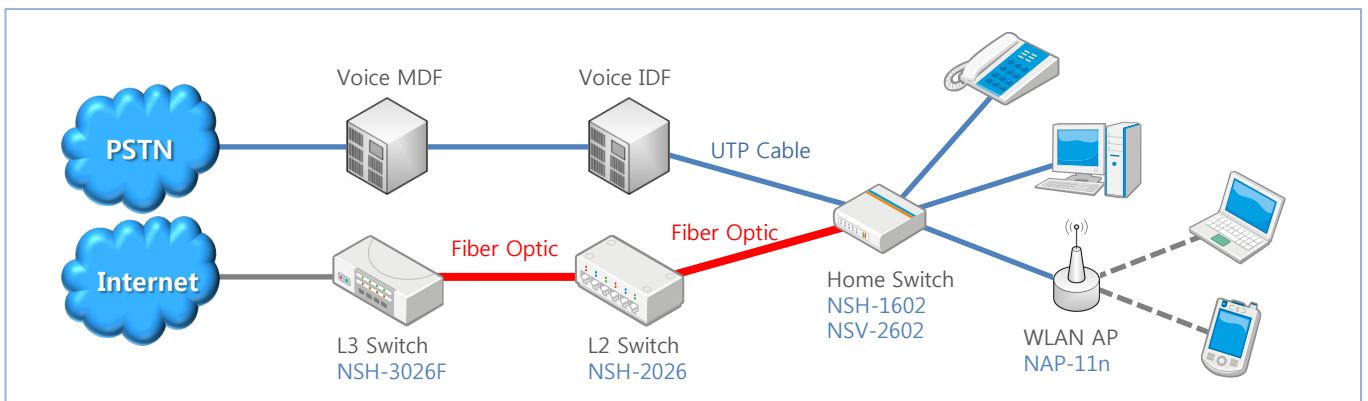 Voice MDF
Voice IDF
PSTN
UTP Cable
Internet
Fiber Optic
Fiber Optic
L3 Switch
NSH-3026F
L2 Switch
NSH-2026
Home Switch
NSH-1602
NSV-2602
WLAN AP
NAP-11n